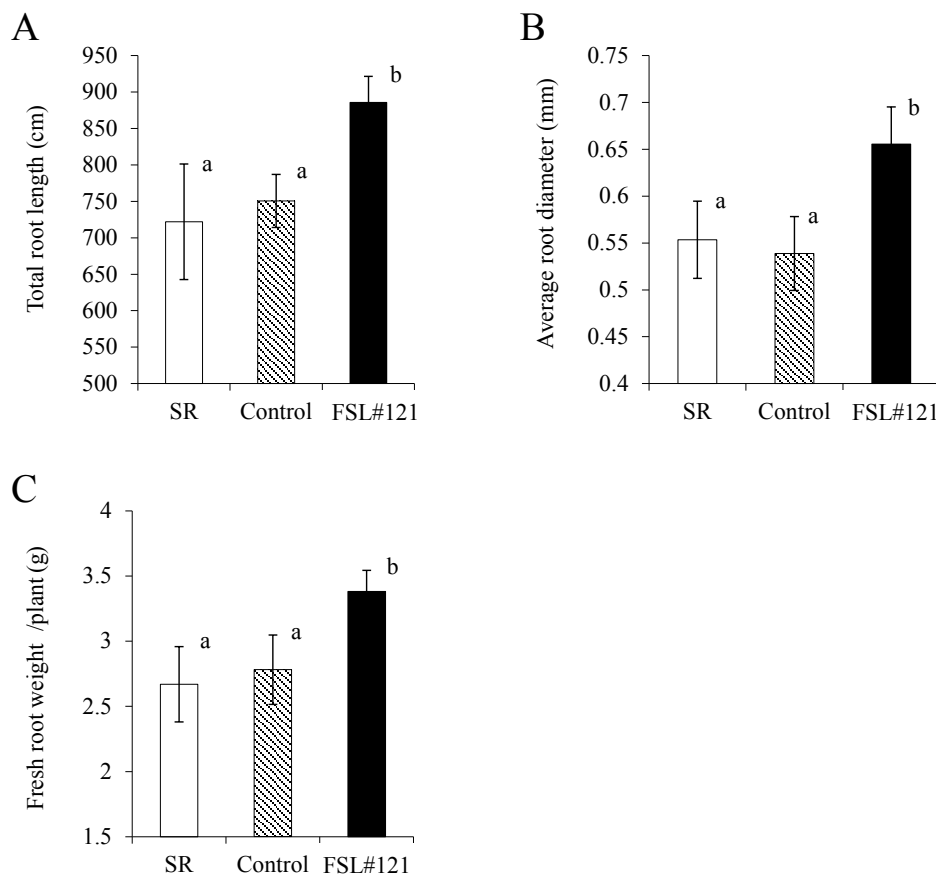 A
Total root length (cm)
950
900
850
800
750
700
650
600
550
500
a
a
b
SR Control FSL#121
B
Average root diameter (mm)
0.75
0.7
0.65
0.6
0.55
0.5
0.45
0.4
a
a
b
SR Control FSL#121
C
Fresh root weight /plant (g)
4
3.5
3
2.5
2
1.5
a
a
b
SR Control FSL#121